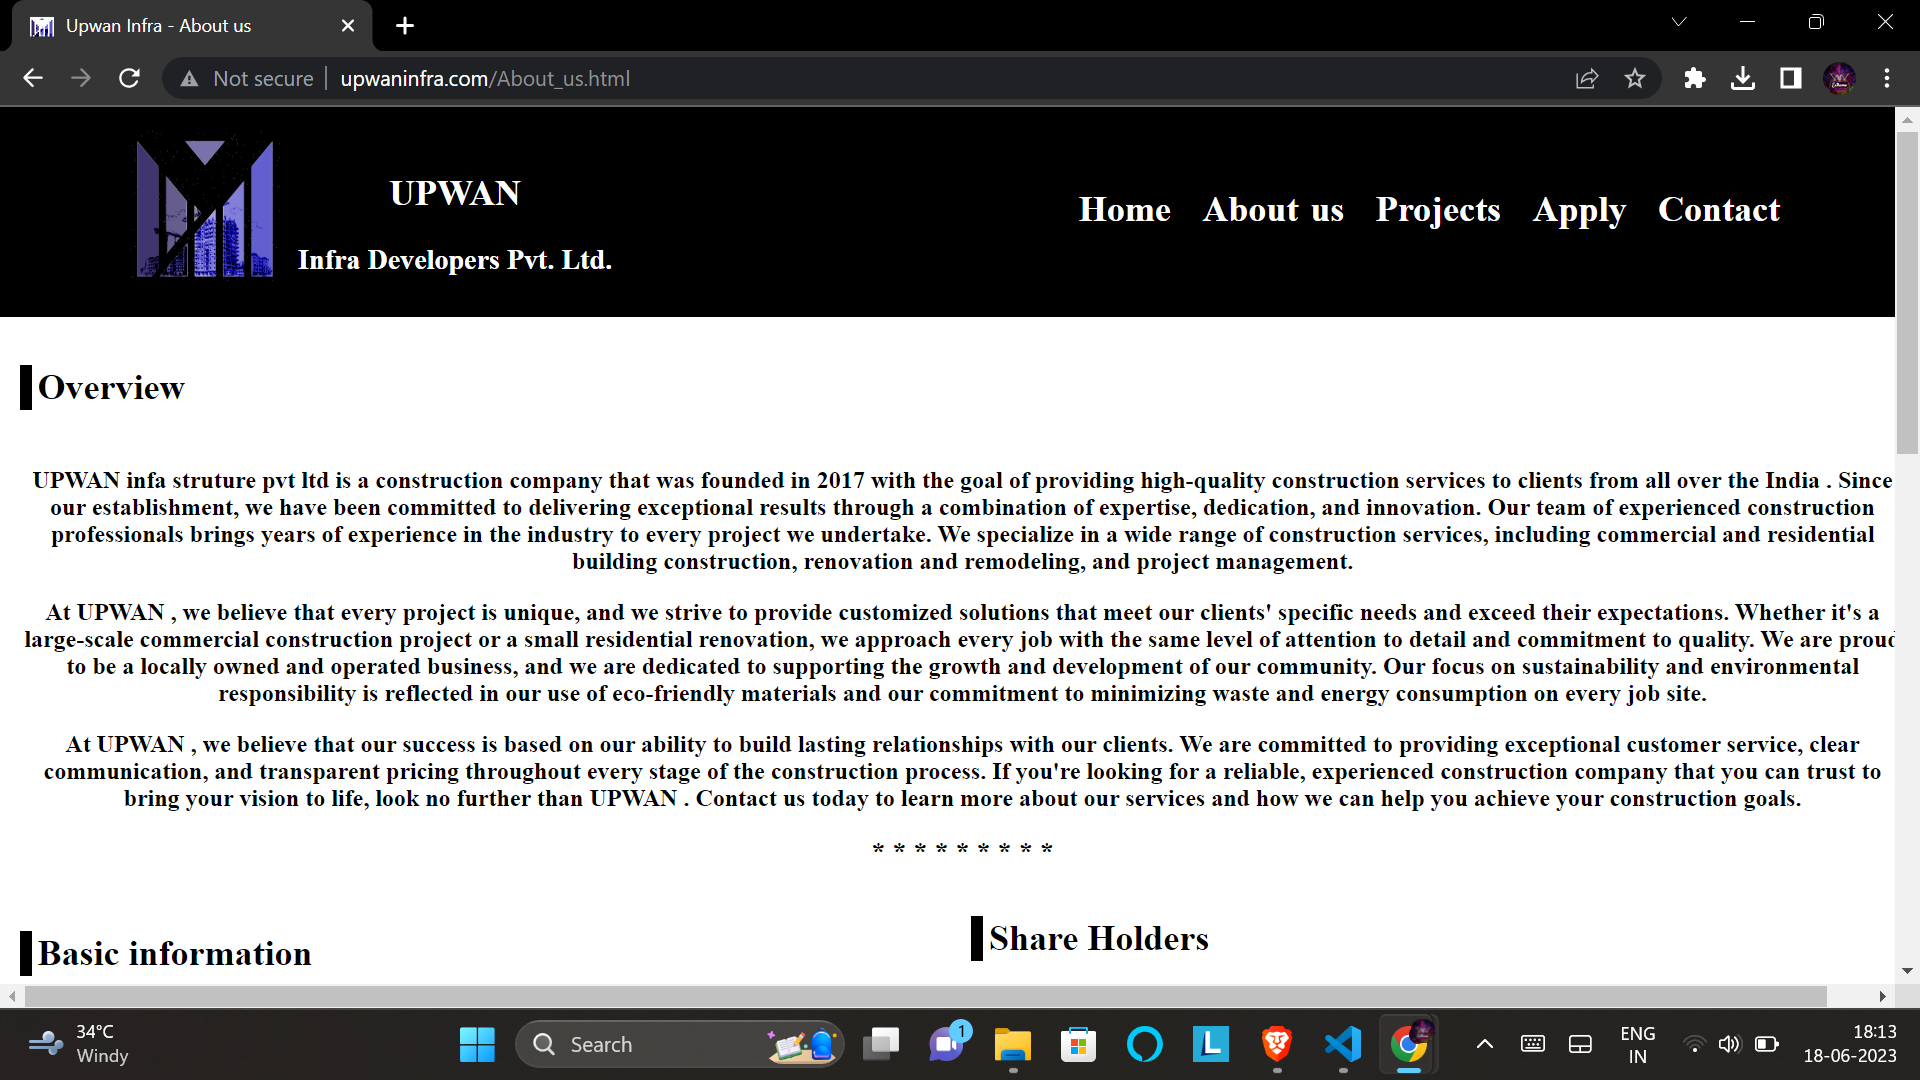 Upwan Infra - About us
Not secure
upwaninfra.com/About_us.html
UPWAN
Infra Developers Pvt. Ltd.
Home About us Projects Apply Contact
Overview
UPWAN infa struture pvt ltd is a construction company that was founded in 2017 with the goal of providing high-quality construction services to clients from all over the India . Since
our establishment, we have been committed to delivering exceptional results through a combination of expertise, dedication, and innovation. Our team of experienced construction
professionals brings years of experience in the industry to every project we undertake. We specialize in a wide range of construction services, including commercial and residential
building construction, renovation and remodeling, and project management.
At UPWAN , we believe that every project is unique, and we strive to provide customized solutions that meet our clients' specific needs and exceed their expectations. Whether it's a
large-scale commercial construction project or a small residential renovation, we approach every job with the same level of attention to detail and commitment to quality. We are proud
to be a locally owned and operated business, and we are dedicated to supporting the growth and development of our community. Our focus on sustainability and environmental
responsibility is reflected in our use of eco-friendly materials and our commitment to minimizing waste and energy consumption on every job site.
At UPWAN , we believe that our success is based on our ability to build lasting relationships with our clients. We are committed to providing exceptional customer service, clear
communication, and transparent pricing throughout every stage of the construction process. If you're looking for a reliable, experienced construction company that you can trust to
bring your vision to life, look no further than UPWAN . Contact us today to learn more about our services and how we can help you achieve your construction goals.
* * * * * * * * *
Basic information
Share Holders
34°C
Windy
Search
1
L
ENG
IN
18:13
18-06-2023